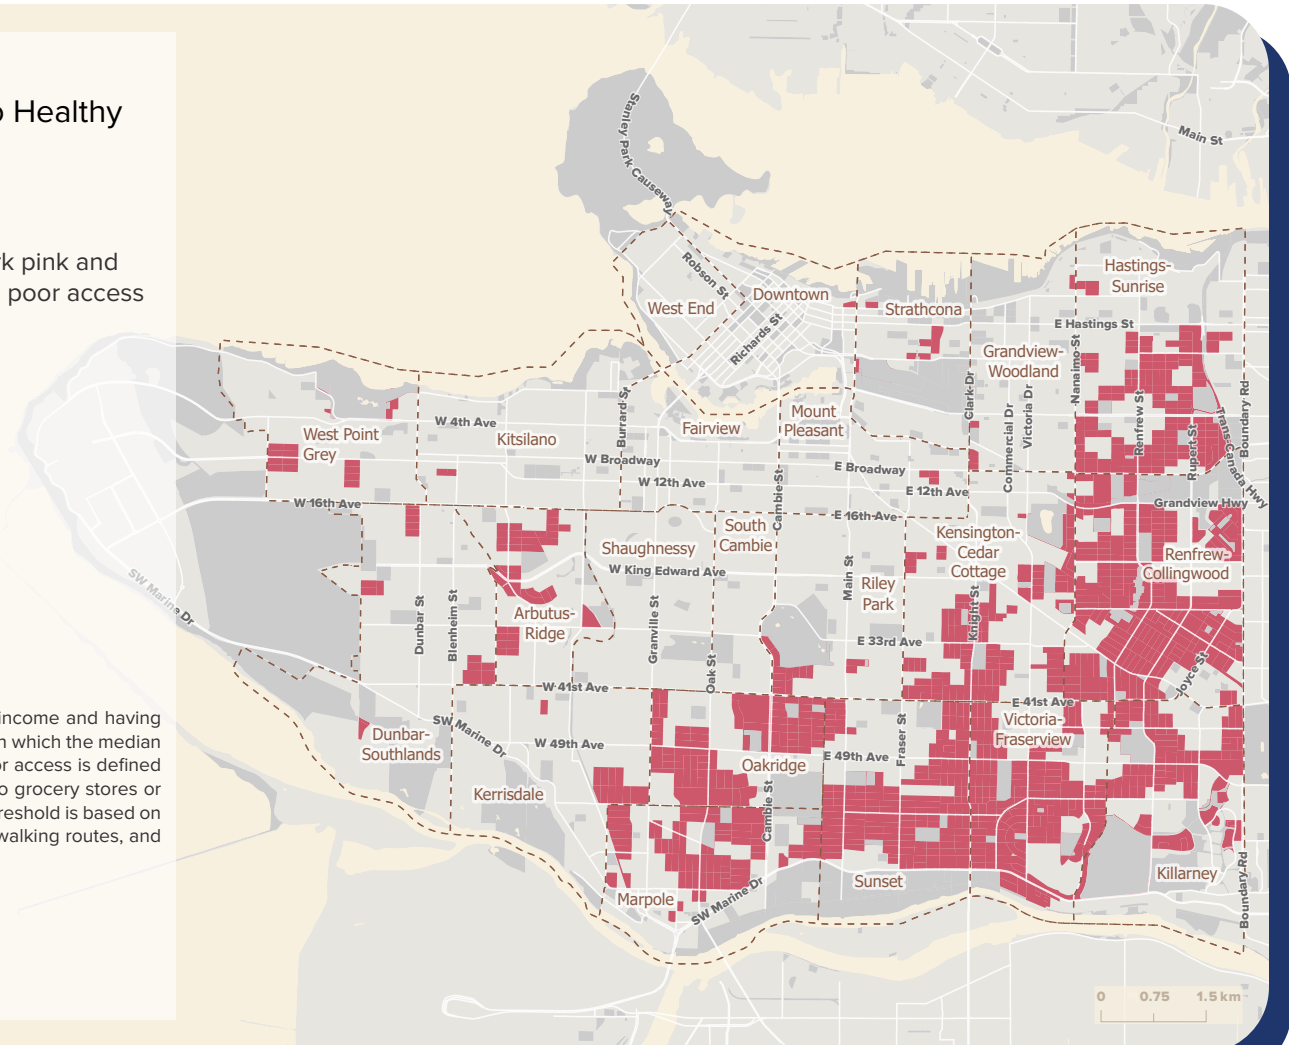 o Healthy
k pink and
poor access
income and having
n which the median
or access is defined
o grocery stores or
reshold is based on
walking routes, and
Main St
Stanley Park Causeway
Robson St
West End
Downtown
Richards St
Strathcona
Hastings-
Sunrise
E Hastings St
Grandview-
Woodland
Nanaimo St
Clark Dr
Victoria Dr
Commercial Dr
Renfrew St
Rupert St
Trans-Canada Hwy
Boundary Rd
West Point
Grey
W 4th Ave
Kitsilano
Burrard St
Fairview
Mount
Pleasant
W Broadway
E Broadway
W 12th Ave
E 12th Ave
Cambie St
W 16th Ave
E 16th Ave
Grandview Hwy
South
Cambie
Shaughnessy
W King Edward Ave
Kensington-
Cedar
Cottage
Renfrew-
Collingwood
Main St
Riley
Park
SW Marine Dr
Dunbar St
Blenheim St
Arbutus-
Ridge
Granville St
Knight St
E 33rd Ave
Oak St
Joyce St
W 41st Ave
E 41st Ave
Victoria-
Fraserview
Dunbar-
Southlands
SW Marine Dr
W 49th Ave
E 49th Ave
Fraser St
Oakridge
Kerrisdale
Cambie St
Marpole
SW Marine Dr
Sunset
Killarney
Boundary Rd
0 0.75 1.5 km